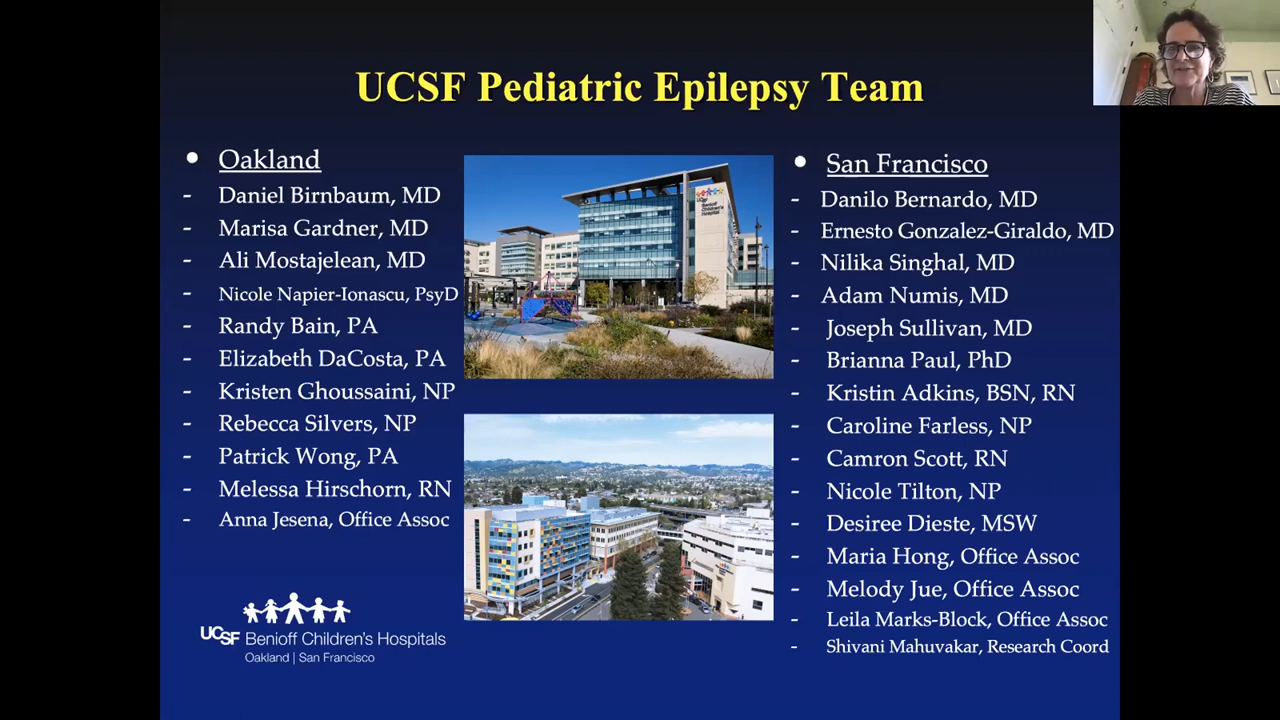 UCSF Pediatric Epilepsy Team
• Oakland
- Daniel Birnbaum, MD
- Marisa Gardner, MD
- Ali Mostajelean, MD
- Nicole Napier-Ionascu, PsyD
- Randy Bain, PA
- Elizabeth DaCosta, PA
- Kristen Ghoussaini, NP
- Rebecca Silvers, NP
- Patrick Wong, PA
- Melessa Hirschorn, RN
- Anna Jesena, Office Assoc
UCSF Benioff Children's Hospitals
Oakland | San Francisco
UCSF
Benioff
Children's
Hospital
• San Francisco
- Danilo Bernardo, MD
- Ernesto Gonzalez-Giraldo, MD
- Nilika Singhal, MD
- Adam Numis, MD
- Joseph Sullivan, MD
- Brianna Paul, PhD
- Kristin Adkins, BSN, RN
- Caroline Farless, NP
- Camron Scott, RN
- Nicole Tilton, NP
- Desiree Dieste, MSW
- Maria Hong, Office Assoc
- Melody Jue, Office Assoc
- Leila Marks-Block, Office Assoc
- Shivani Mahuvakar, Research Coord